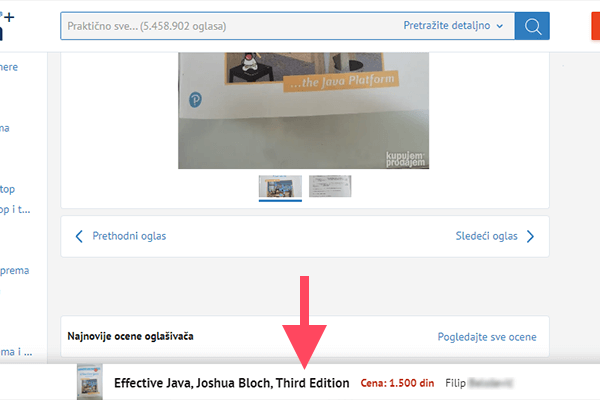 +
Praktično sve... (5.458.902 oglasa)
Pretražite detaljno
...the Java Platform
P
kupujem
prodajem
nere
ma
top
op i t...
prema
ma i ...
Prethodni oglas
Sledeći oglas
Najnovije ocene oglašivača
Pogledajte sve ocene
Effective Java, Joshua Bloch, Third Edition
Cena: 1.500 din
Filip